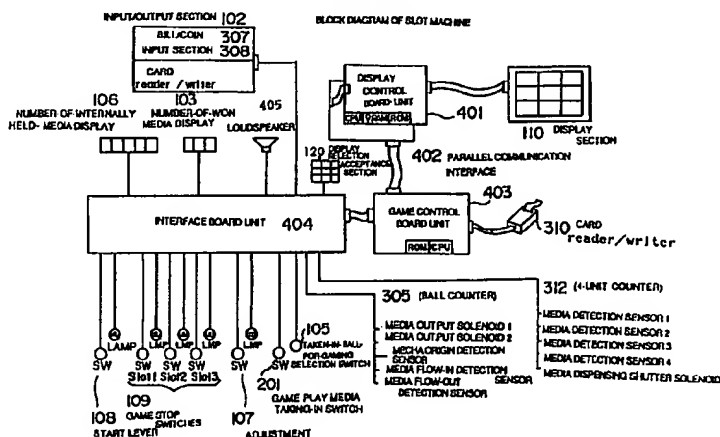 INPUT/OUTPUT SECTION 102
BLOCK DIAGRAM OF SLOT MACHINE
BILL/COIN 307
INPUT SECTION 308
CARD
reader / writer
106
NUMBER-OF-INTERNALLY
HELD-MEDIA DISPLAY
103
NUMBER-OF-WON
MEDIA DISPLAY
405
LOUDSPEAKER
DISPLAY
CONTROL
BOARD UNIT
CPU VRAM ROM
401
110 DISPLAY
SECTION
120 DISPLAY
SELECTION
ACCEPTANCE
SECTION
402 PARALLEL COMMUNICATION
INTERFACE
403
INTERFACE BOARD UNIT 404
GAME CONTROL
BOARD UNIT
ROM CPU
310 CARD
reader/writer
305 (BALL COUNTER)
312 (4-UNIT COUNTER)
MEDIA OUTPUT SOLENOID 1
MEDIA OUTPUT SOLENOID 2
MECHA ORIGIN DETECTION
SENSOR
MEDIA FLOW-IN DETECTION
SENSOR
MEDIA FLOW-OUT
DETECTION SENSOR
MEDIA DETECTION SENSOR 1
MEDIA DETECTION SENSOR 2
MEDIA DETECTION SENSOR 3
MEDIA DETECTION SENSOR 4
MEDIA DISPENSING SHUTTER SOLENOID
105
TAKEN-IN-BALL-
FOR-GAMING
SELECTION SWITCH
LAMP LMP LMP LMP LMP
SW SW SW SW SW SW
Slot1 Slot2 Slot3
108
START LEVER
109
GAME STOP
SWITCHES
107
ADJUSTMENT
201
GAME PLAY MEDIA
TAKING-IN SWITCH